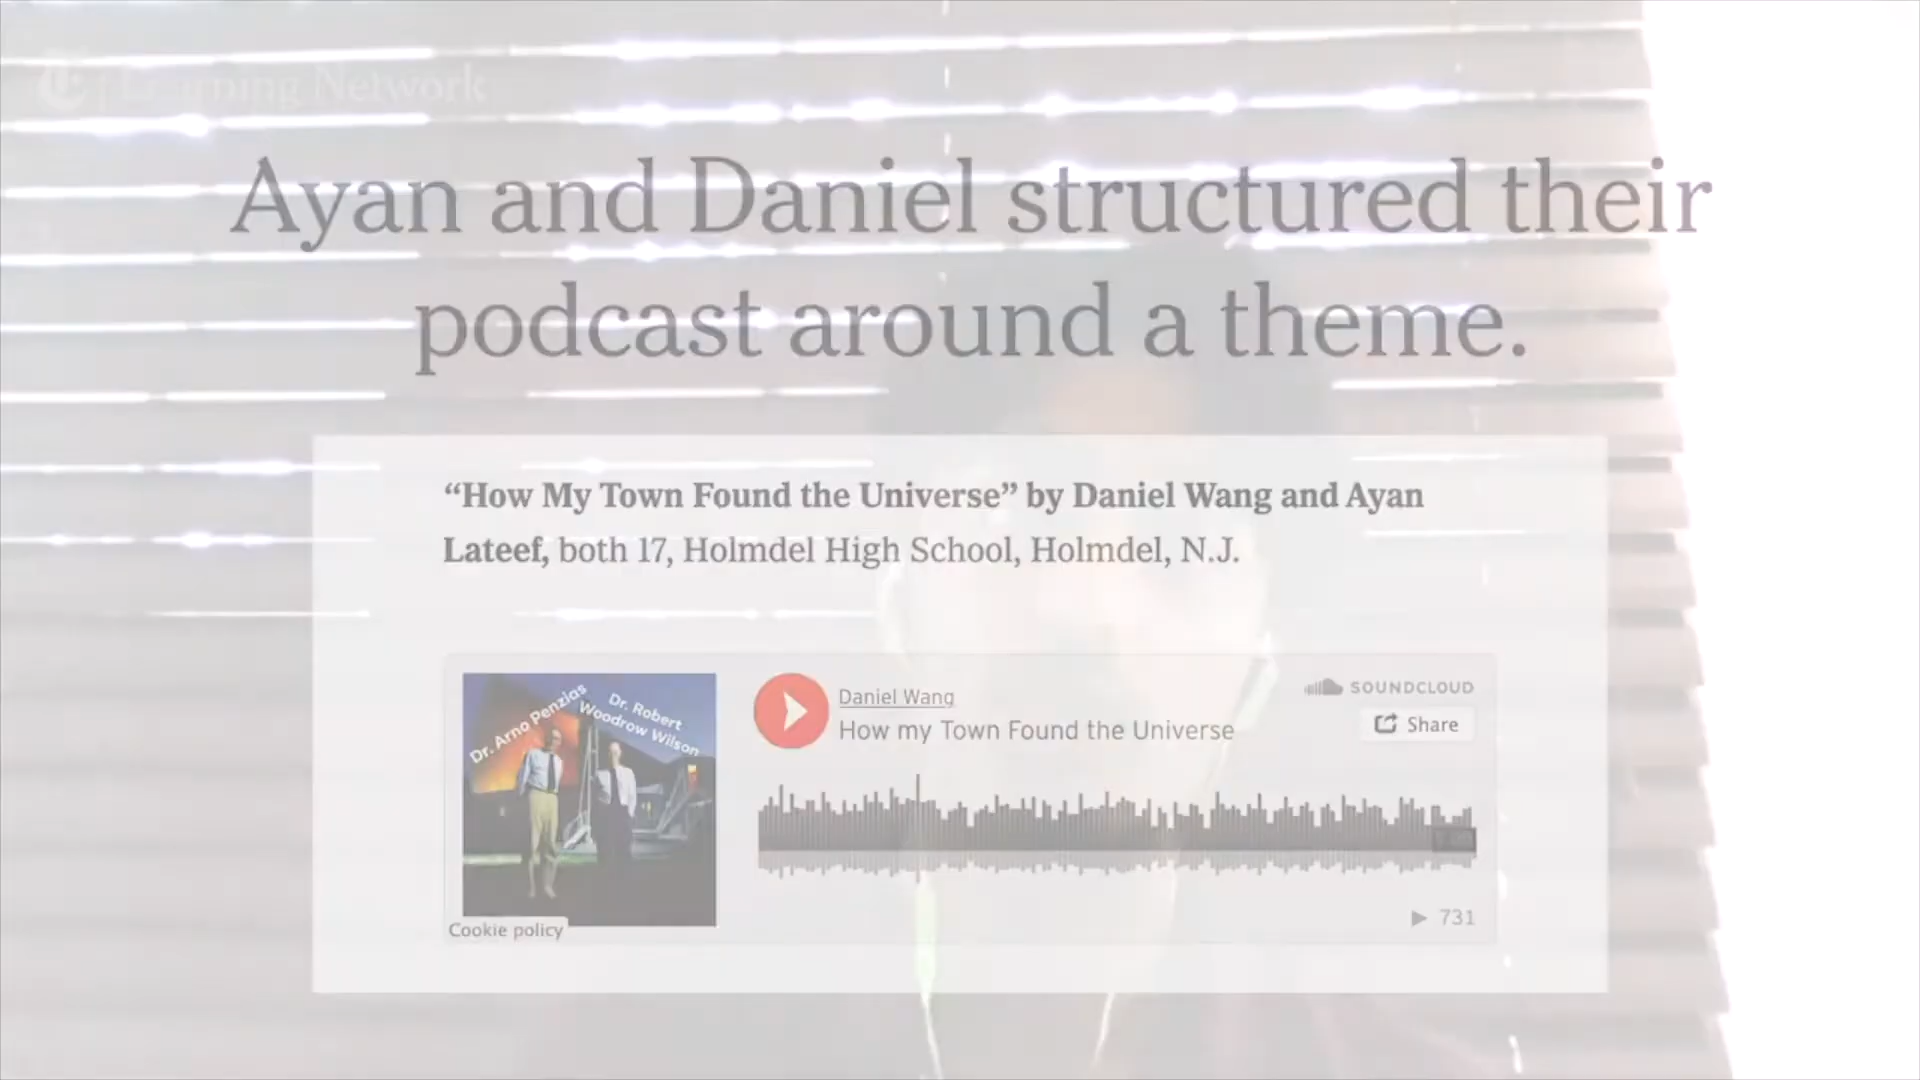 Learning Network
Ayan and Daniel structured their
podcast around a theme.
“How My Town Found the Universe” by Daniel Wang and Ayan
Lateef, both 17, Holmdel High School, Holmdel, N.J.
Dr. Arno Penzias
Dr. Robert
Woodrow Wilson
Daniel Wang
How my Town Found the Universe
SOUNDCLOUD
Share
731
Cookie policy